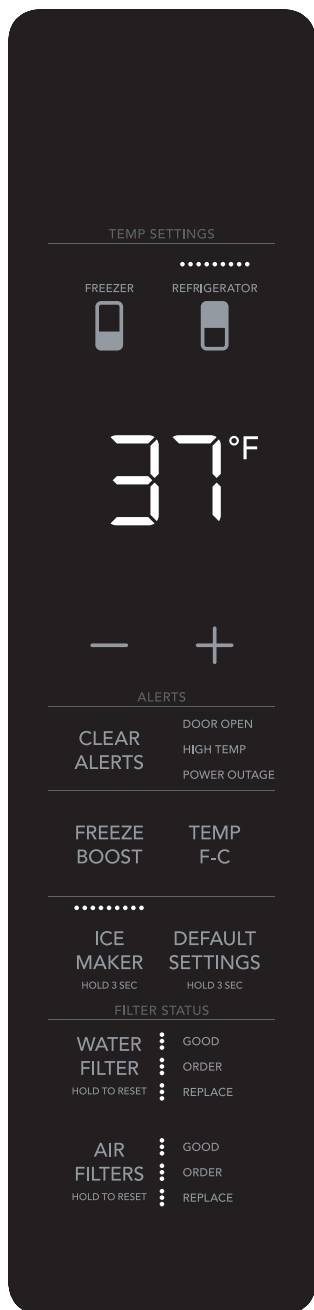 TEMP SETTINGS
FREEZER REFRIGERATOR
37°F
− +
ALERTS
CLEAR ALERTS
DOOR OPEN
HIGH TEMP
POWER OUTAGE
FREEZE BOOST
TEMP F-C
ICE MAKER
HOLD 3 SEC
DEFAULT SETTINGS
HOLD 3 SEC
FILTER STATUS
WATER FILTER
HOLD TO RESET
GOOD
ORDER
REPLACE
AIR FILTERS
HOLD TO RESET
GOOD
ORDER
REPLACE